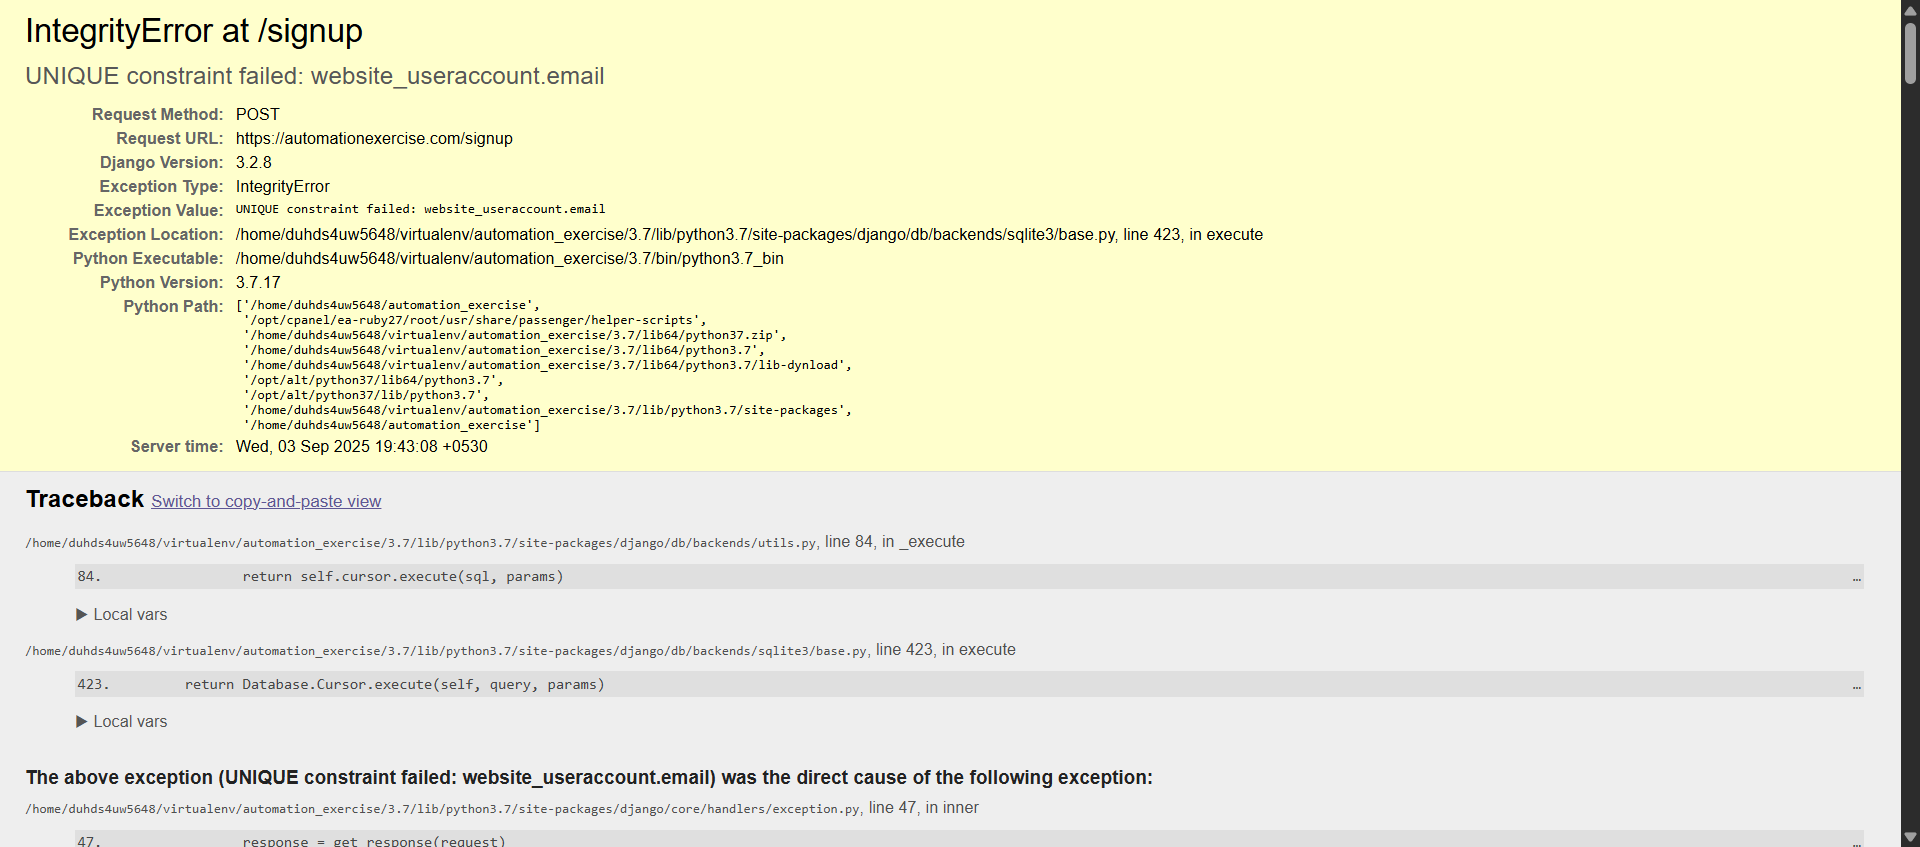 IntegrityError at /signup
UNIQUE constraint failed: website_useraccount.email
Request Method: POST
Request URL: https://automationexercise.com/signup
Django Version: 3.2.8
Exception Type: IntegrityError
Exception Value: UNIQUE constraint failed: website_useraccount.email
Exception Location: /home/duhds4uw5648/virtualenv/automation_exercise/3.7/lib/python3.7/site-packages/django/db/backends/sqlite3/base.py, line 423, in execute
Python Executable: /home/duhds4uw5648/virtualenv/automation_exercise/3.7/bin/python3.7_bin
Python Version: 3.7.17
Python Path: ['/home/duhds4uw5648/automation_exercise',
'/opt/cpanel/ea-ruby27/root/usr/share/passenger/helper-scripts',
'/home/duhds4uw5648/virtualenv/automation_exercise/3.7/lib64/python37.zip',
'/home/duhds4uw5648/virtualenv/automation_exercise/3.7/lib64/python3.7',
'/home/duhds4uw5648/virtualenv/automation_exercise/3.7/lib64/python3.7/lib-dynload',
'/opt/alt/python37/lib64/python3.7',
'/opt/alt/python37/lib/python3.7',
'/home/duhds4uw5648/virtualenv/automation_exercise/3.7/lib/python3.7/site-packages',
'/home/duhds4uw5648/automation_exercise']
Server time: Wed, 03 Sep 2025 19:43:08 +0530
Traceback Switch to copy-and-paste view
/home/duhds4uw5648/virtualenv/automation_exercise/3.7/lib/python3.7/site-packages/django/db/backends/utils.py, line 84, in _execute
84. return self.cursor.execute(sql, params) …
▶ Local vars
/home/duhds4uw5648/virtualenv/automation_exercise/3.7/lib/python3.7/site-packages/django/db/backends/sqlite3/base.py, line 423, in execute
423. return Database.Cursor.execute(self, query, params) …
▶ Local vars
The above exception (UNIQUE constraint failed: website_useraccount.email) was the direct cause of the following exception:
/home/duhds4uw5648/virtualenv/automation_exercise/3.7/lib/python3.7/site-packages/django/core/handlers/exception.py, line 47, in inner
47. response = get_response(request) …